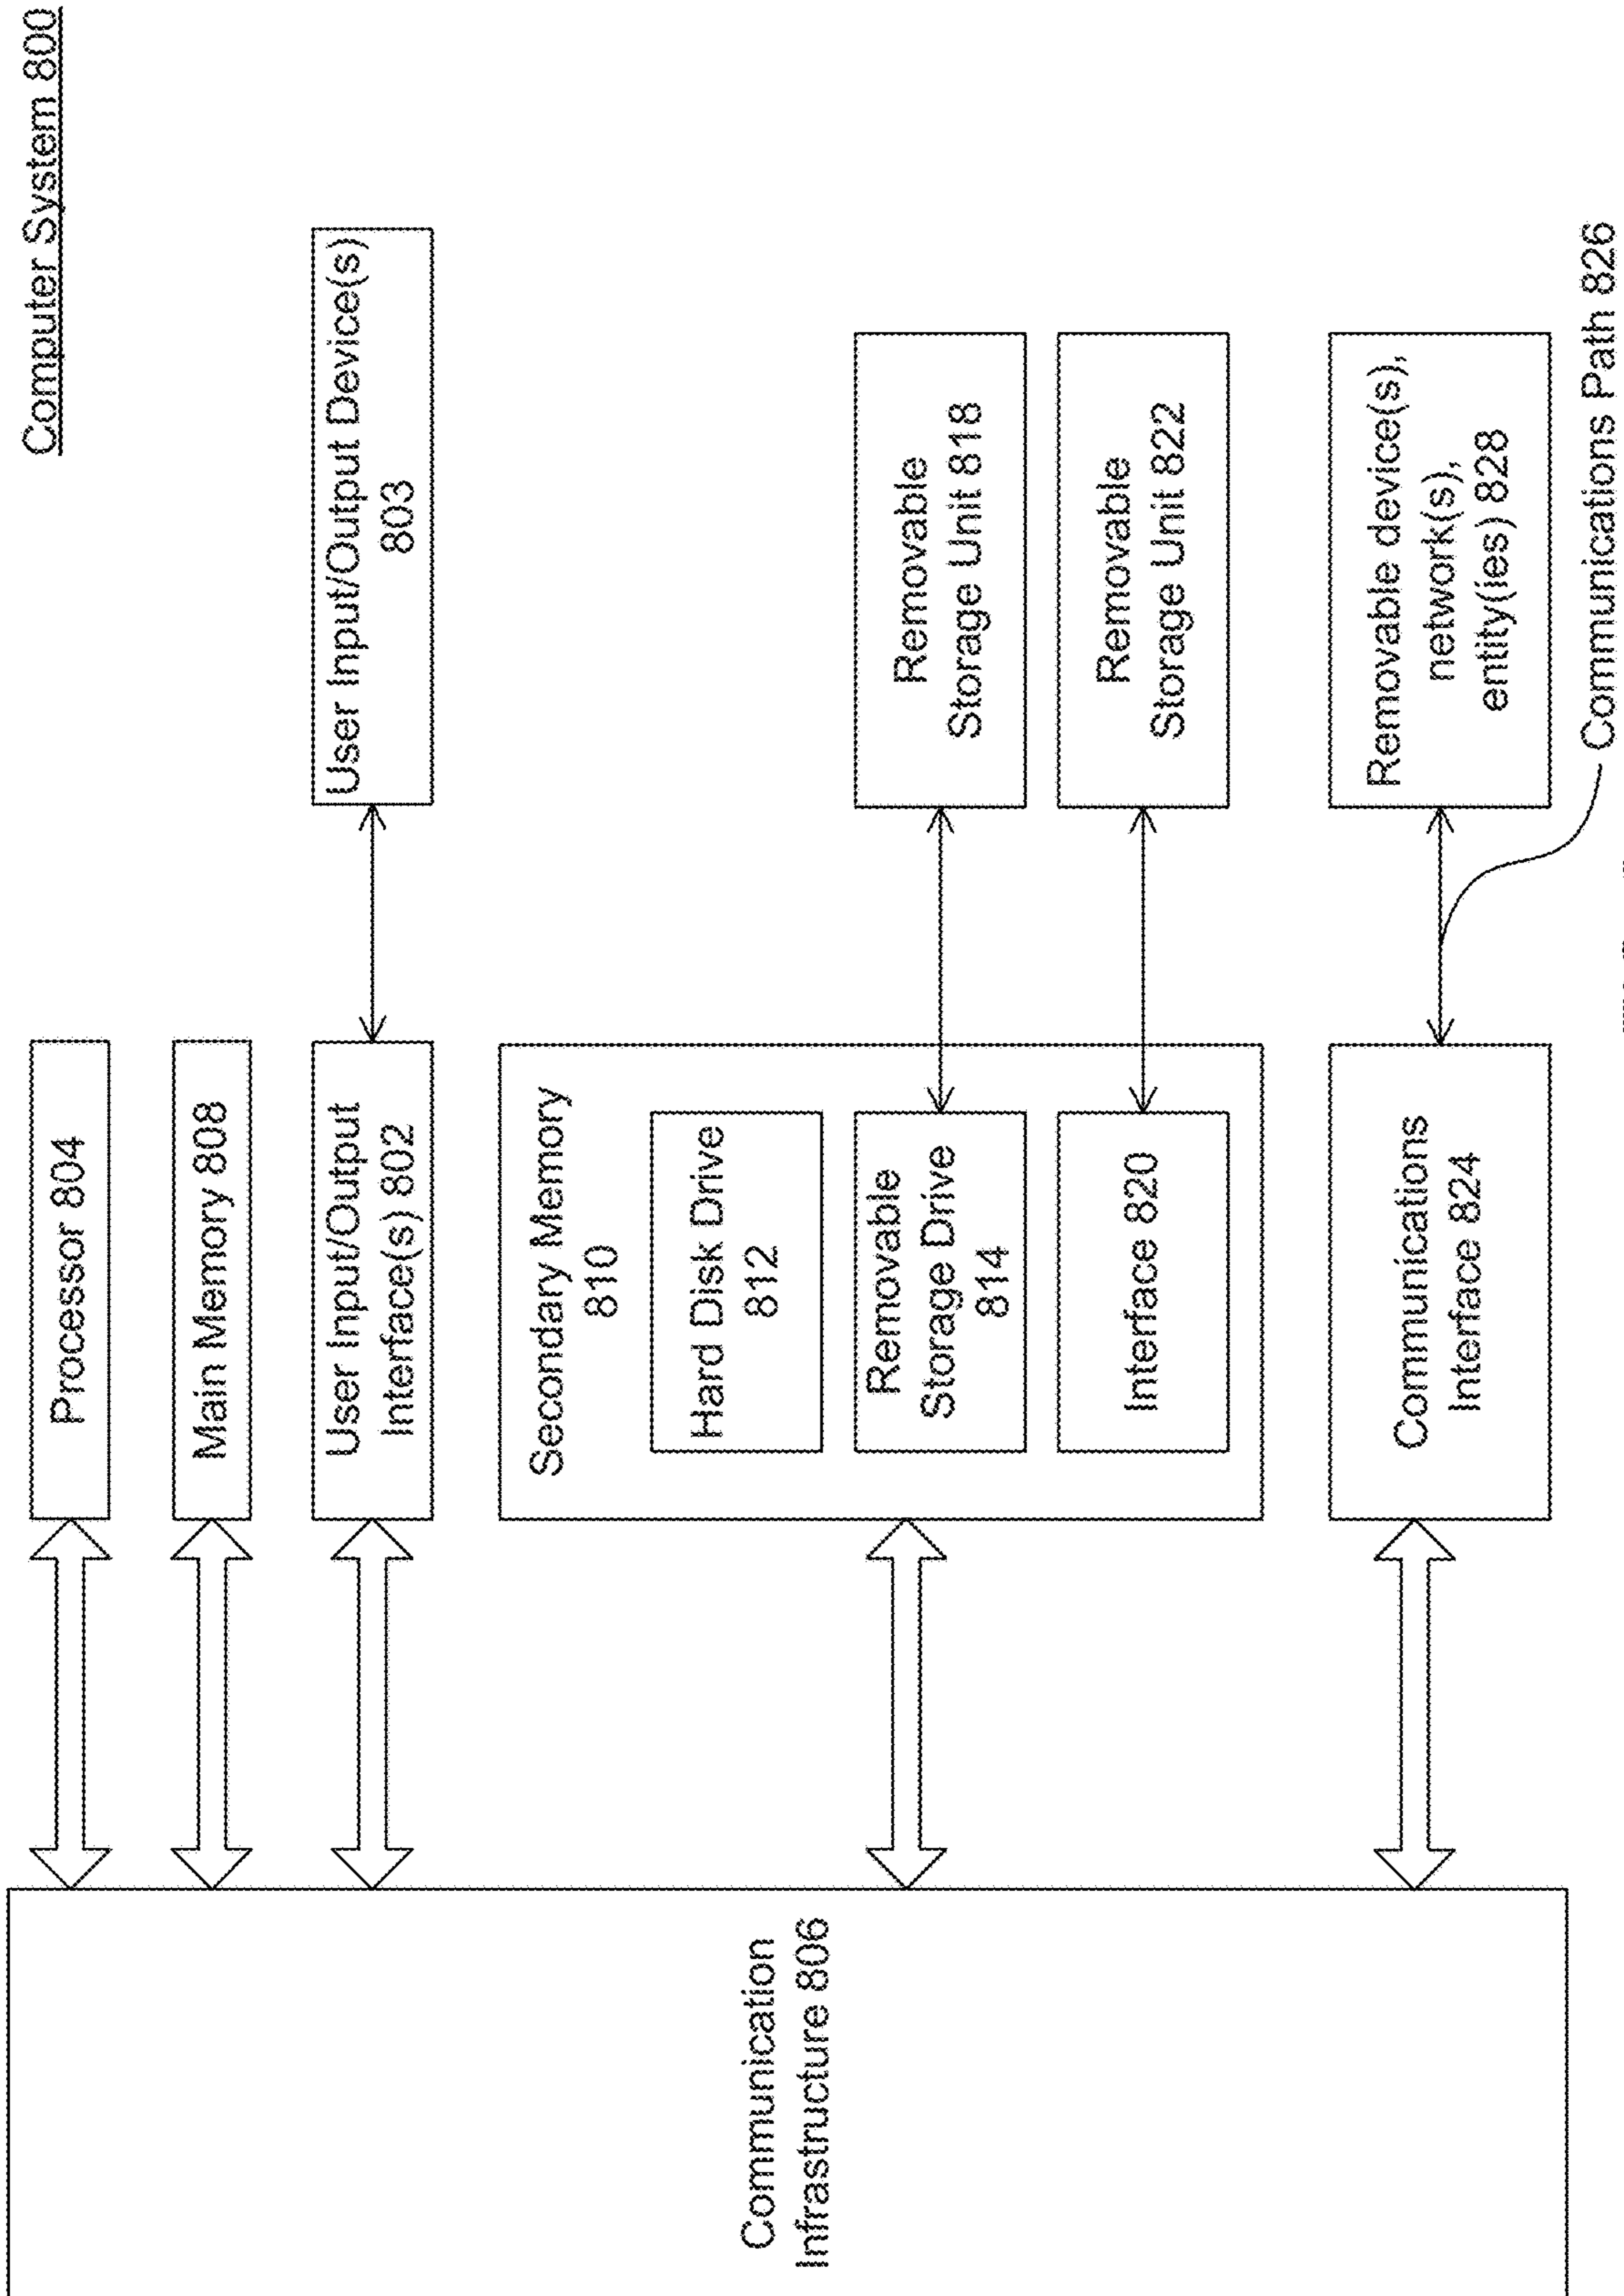 Computer System 800
Processor 804
Main Memory 808
User Input/Output
Interface(s) 802
User Input/Output Device(s)
803
Secondary Memory
810
Hard Disk Drive
812
Removable
Storage Drive
814
Removable
Storage Unit 818
Interface 820
Removable
Storage Unit 822
Communications
Interface 824
Removable device(s),
network(s),
entity(ies) 828
Communications Path 826
Communication
Infrastructure 806